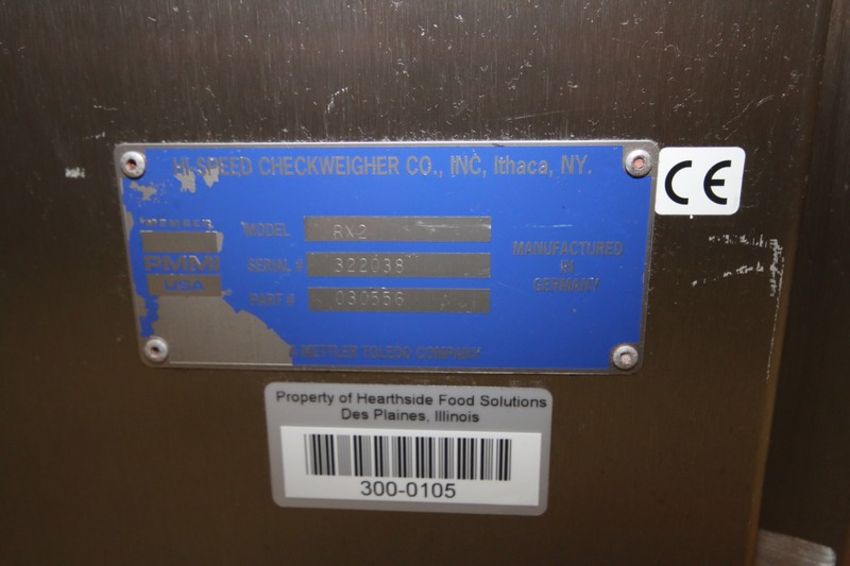 HI-SPEED CHECKWEIGHER CO., INC, Ithaca, NY.
MEMBER
PMMI
USA
MODEL RX2
SERIAL # 322038
PART # 030556
MANUFACTURED
IN
GERMANY
A METTLER TOLEDO COMPANY
CE
Property of Hearthside Food Solutions
Des Plaines, Illinois
300-0105